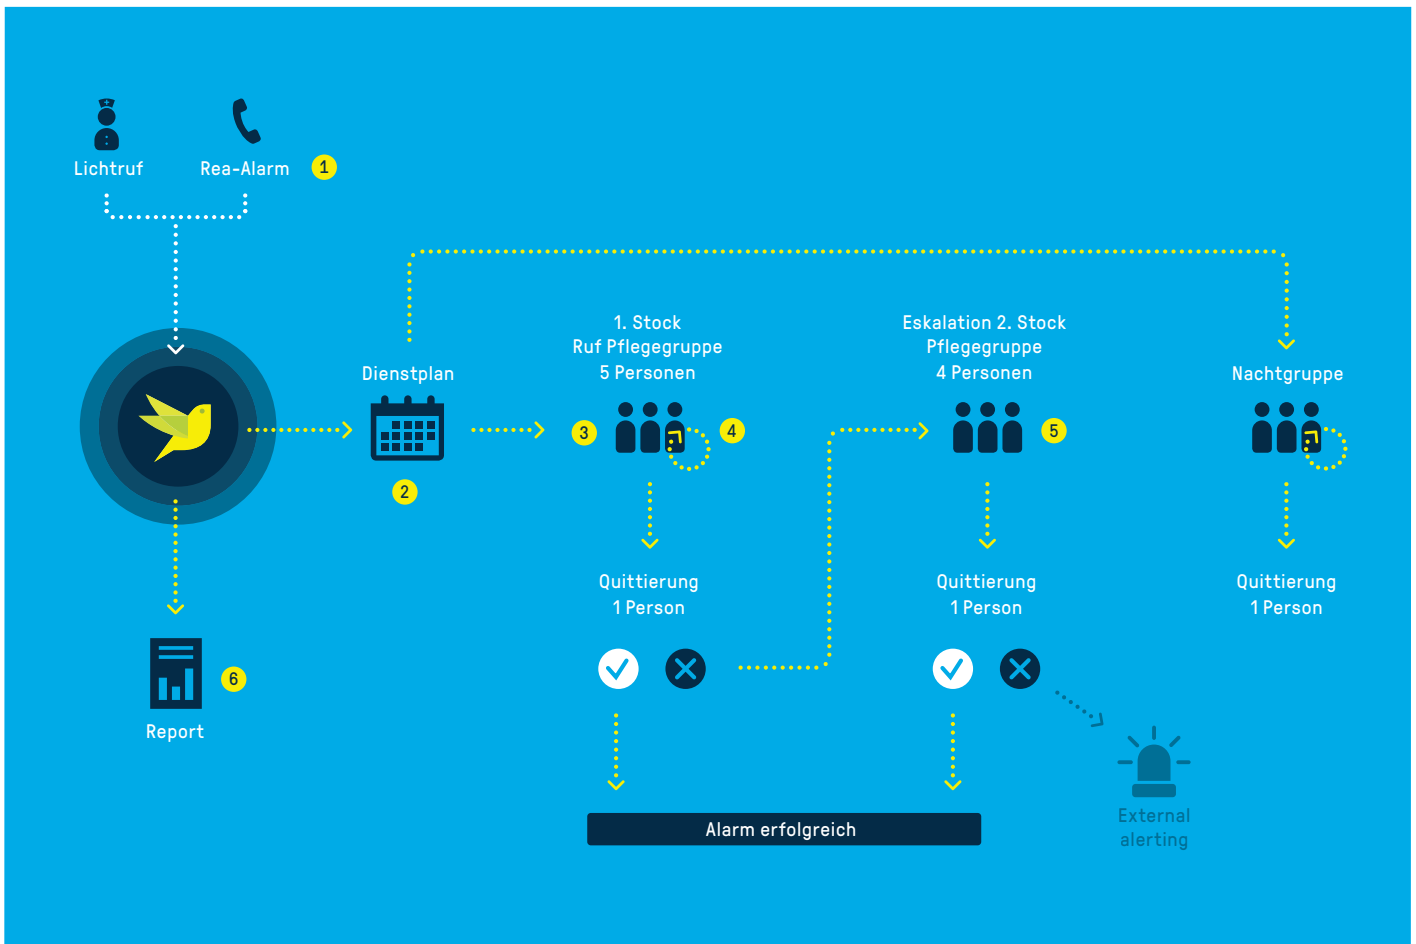 Lichtruf
Rea-Alarm
1
1. Stock
Ruf Pflegegruppe
5 Personen
Eskalation 2. Stock
Pflegegruppe
4 Personen
Dienstplan
Nachtgruppe
3
4
5
2
Quittierung
1 Person
Quittierung
1 Person
Quittierung
1 Person
6
Report
Alarm erfolgreich
External
alerting